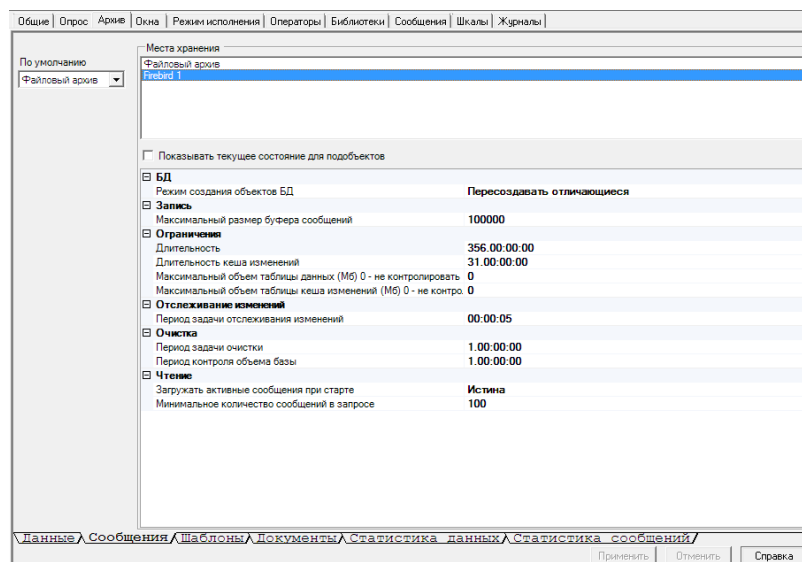 Общие Опрос Архив Окна Режим исполнения Операторы Библиотеки Сообщения Шкалы Журналы
По умолчанию
Файловый архив
Места хранения
Файловый архив
Firebird 1
Показывать текущее состояние для подобъектов
БД
Режим создания объектов БД Пересоздавать отличающиеся
Запись
Максимальный размер буфера сообщений 100000
Ограничения
Длительность 356.00:00:00
Длительность кеша изменений 31.00:00:00
Максимальный объем таблицы данных (Мб) 0 - не контролировать 0
Максимальный объем таблицы кеша изменений (Мб) 0 - не контро. 0
Отслеживание изменений
Период задачи отслеживания изменений 00:00:05
Очистка
Период задачи очистки 1.00:00:00
Период контроля объема базы 1.00:00:00
Чтение
Загружать активные сообщения при старте Истина
Минимальное количество сообщений в запросе 100
Данные Сообщения Шаблоны Документы Статистика данных Статистика сообщений
Применить Отменить Справка